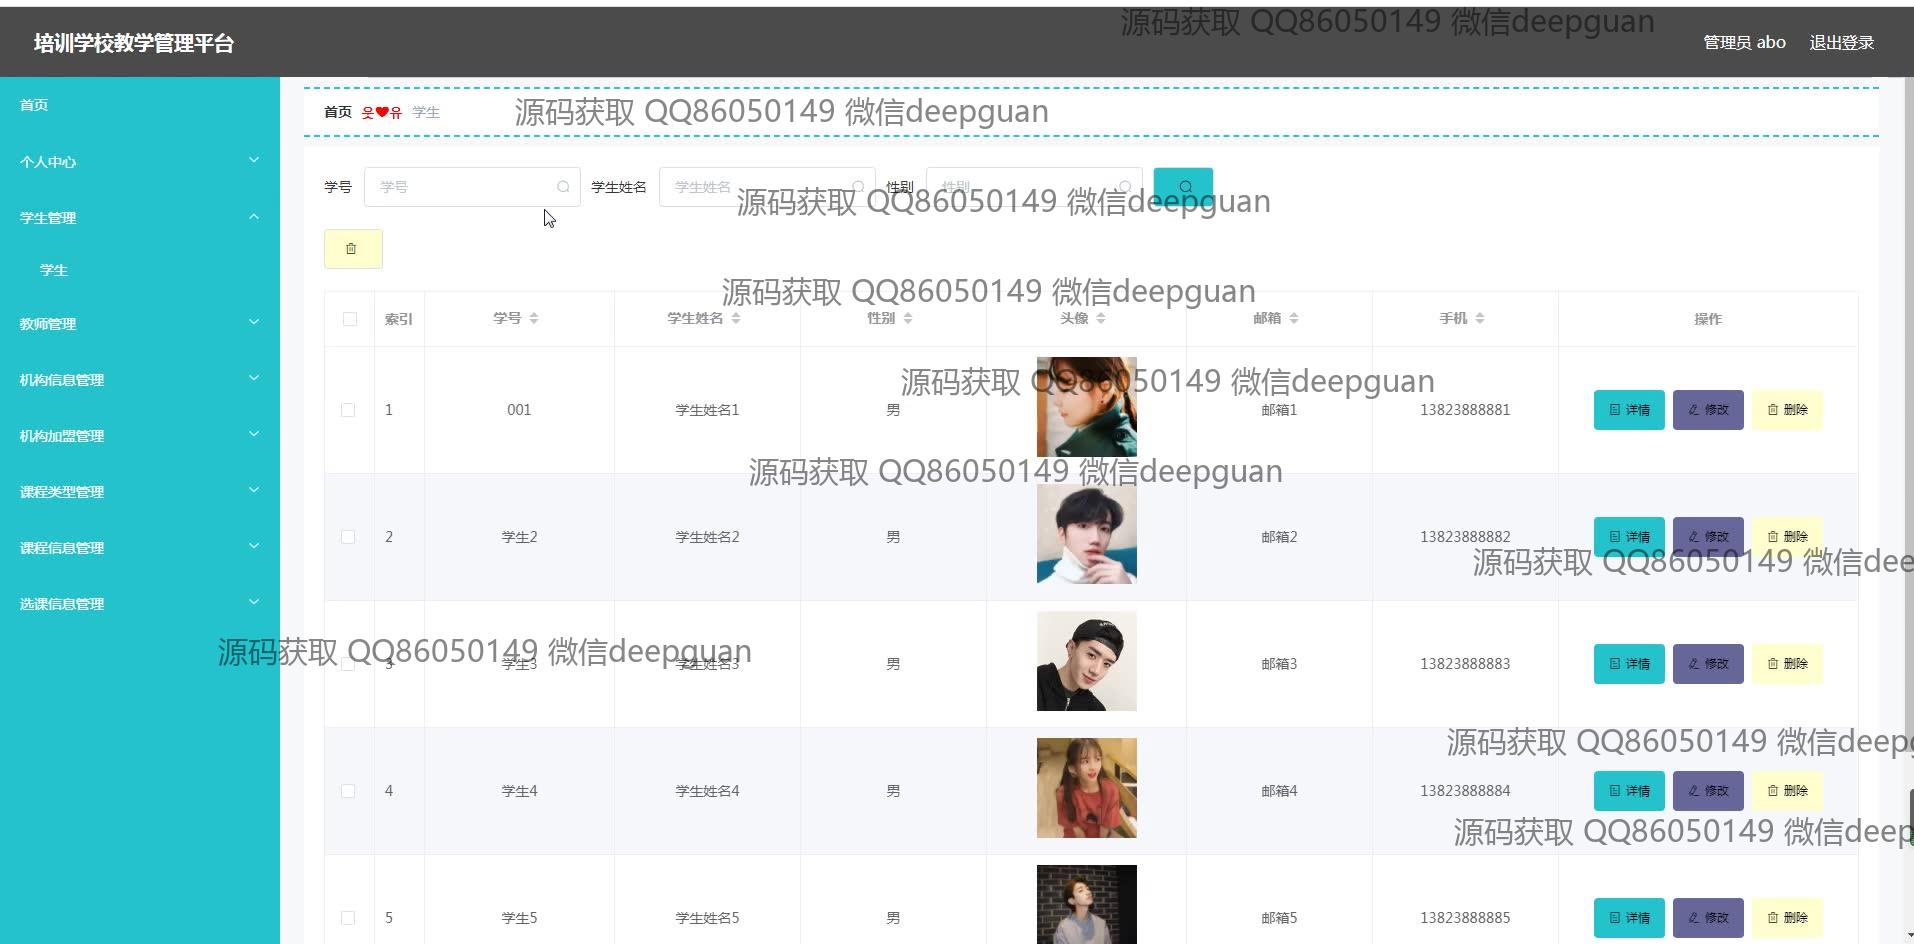 源码获取 QQ86050149 微信deepguan
培训学校教学管理平台
管理员 abo 退出登录
首页
个人中心
学生管理
学生
教师管理
机构信息管理
机构加盟管理
课程类型管理
课程信息管理
选课信息管理
首页 웃❤유 学生
源码获取 QQ86050149 微信deepguan
学号 学号 学生姓名 学生姓名 性别 性别
源码获取 QQ86050149 微信deepguan
源码获取 QQ86050149 微信deepguan
索引 学号 学生姓名 性别 头像 邮箱 手机 操作
源码获取 QQ86050149 微信deepguan
1 001 学生姓名1 男 邮箱1 13823888881 详情 修改 删除
源码获取 QQ86050149 微信deepguan
2 学生2 学生姓名2 男 邮箱2 13823888882 详情 修改 删除
源码获取 QQ86050149 微信dee
源码获取 QQ86050149 微信deepguan
3 学生3 学生姓名3 男 邮箱3 13823888883 详情 修改 删除
源码获取 QQ86050149 微信deepg
4 学生4 学生姓名4 男 邮箱4 13823888884 详情 修改 删除
源码获取 QQ86050149 微信deep
5 学生5 学生姓名5 男 邮箱5 13823888885 详情 修改 删除